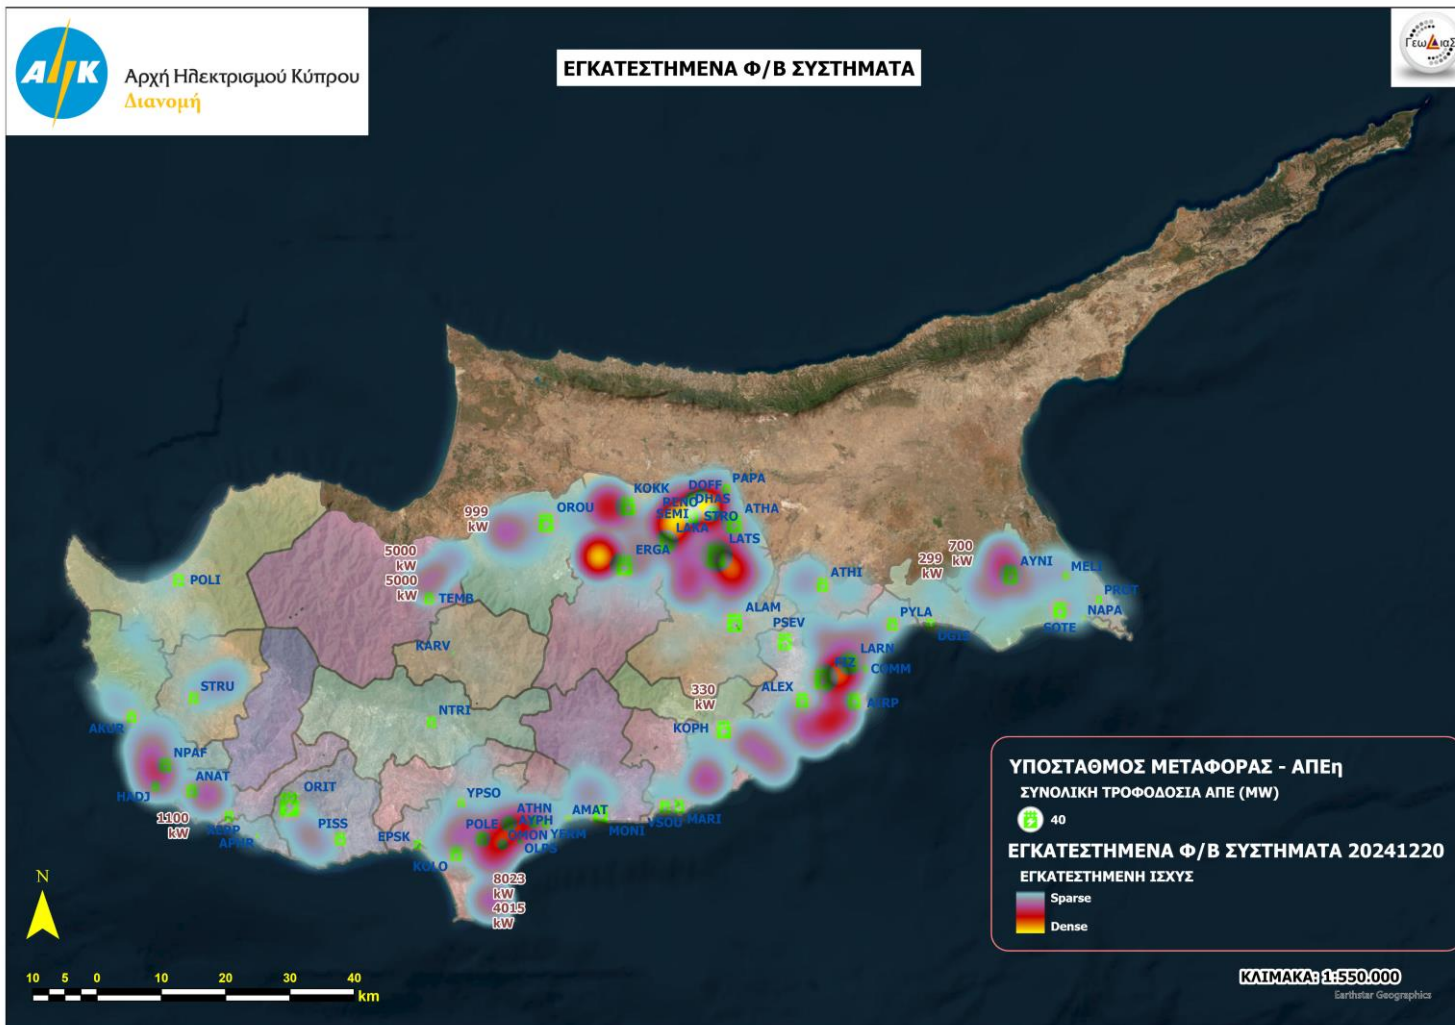 ΑΗΚ
Αρχή Ηλεκτρισμού Κύπρου
Διανομή
ΕΓΚΑΤΕΣΤΗΜΕΝΑ Φ/Β ΣΥΣΤΗΜΑΤΑ
ΓεωΔιαΣ
PAPA
DOFF
KOKK
DHAS
OROU
999
kW
SEMI
STRO
ATHA
LAKA
LATS
ERGA
5000
kW
5000
kW
TEMB
POLI
ATHI
299
kW
700
kW
AYNI
MELI
PROT
NAPA
SOTE
PYLA
ALAM
PSEV
KARV
LARN
COMM
STRU
330
kW
ALEX
KOPH
NTRI
AKUR
NPAF
ANAT
HADJ
1100
kW
ORIT
PISS
YPSO
ATHN
AYPH
POLE
YERM
AMAT
MONI
VSOU
MARI
EPSK
KOLO
8023
kW
4015
kW
ΥΠΟΣΤΑΘΜΟΣ ΜΕΤΑΦΟΡΑΣ - ΑΠΕη
ΣΥΝΟΛΙΚΗ ΤΡΟΦΟΔΟΣΙΑ ΑΠΕ (MW)
40
ΕΓΚΑΤΕΣΤΗΜΕΝΑ Φ/Β ΣΥΣΤΗΜΑΤΑ 20241220
ΕΓΚΑΤΕΣΤΗΜΕΝΗ ΙΣΧΥΣ
Sparse
Dense
N
10 5 0 10 20 30 40
km
ΚΛΙΜΑΚΑ: 1:550.000
Earthstar Geographics